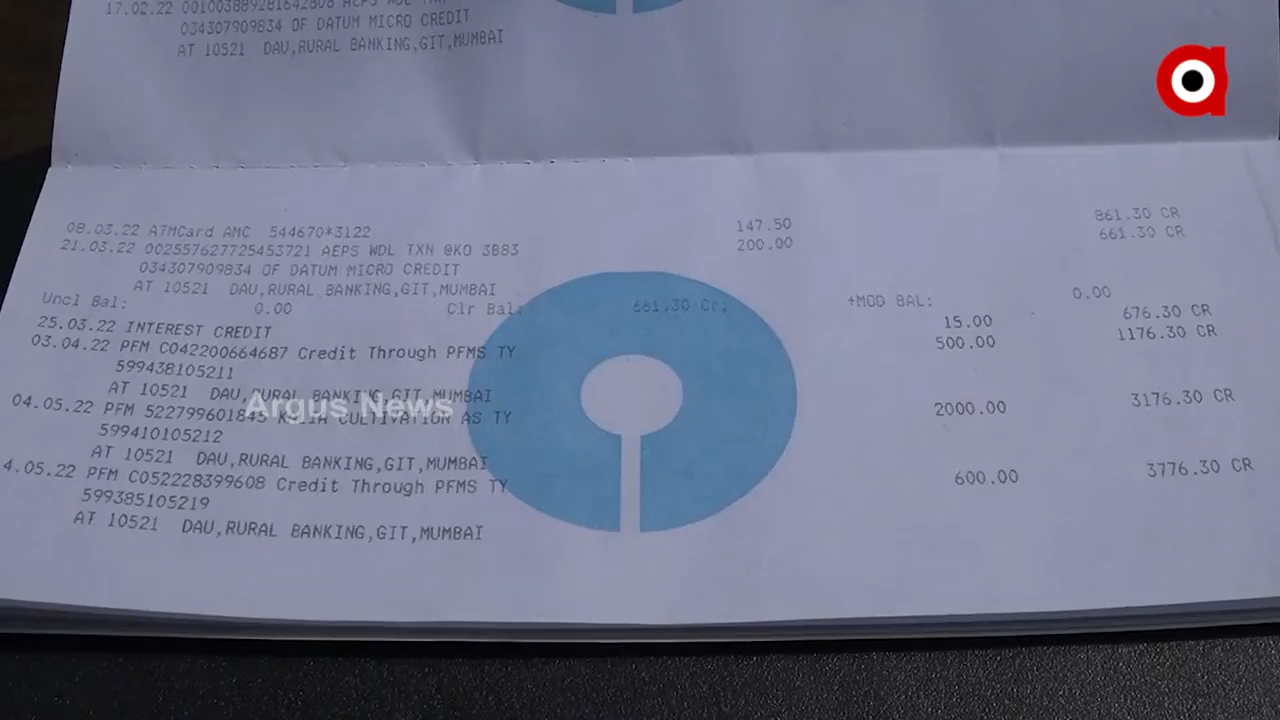 17.02.22 001003889281642808 AEPS WDL TXN
034307909834 OF DATUM MICRO CREDIT
AT 10521 DAU,RURAL BANKING,GIT,MUMBAI
08.03.22 ATMCard AMC 544670*3122 147.50 861.30 CR
21.03.22 002557627725453721 AEPS WDL TXN @KO 3B83 200.00 661.30 CR
034307909834 OF DATUM MICRO CREDIT
AT 10521 DAU,RURAL BANKING,GIT,MUMBAI
Uncl Bal: 0.00 Clr Bal: 661.30 Cr; +MOD BAL: 0.00
25.03.22 INTEREST CREDIT 15.00 676.30 CR
03.04.22 PFM C042200664687 Credit Through PFMS TY 500.00 1176.30 CR
599438105211
AT 10521 DAU,RURAL BANKING,GIT,MUMBAI
Argus News
04.05.22 PFM 522799601845 KALIA CULTIVATION AS TY 2000.00 3176.30 CR
599410105212
AT 10521 DAU,RURAL BANKING,GIT,MUMBAI
4.05.22 PFM C052228399608 Credit Through PFMS TY 600.00 3776.30 CR
599385105219
AT 10521 DAU,RURAL BANKING,GIT,MUMBAI